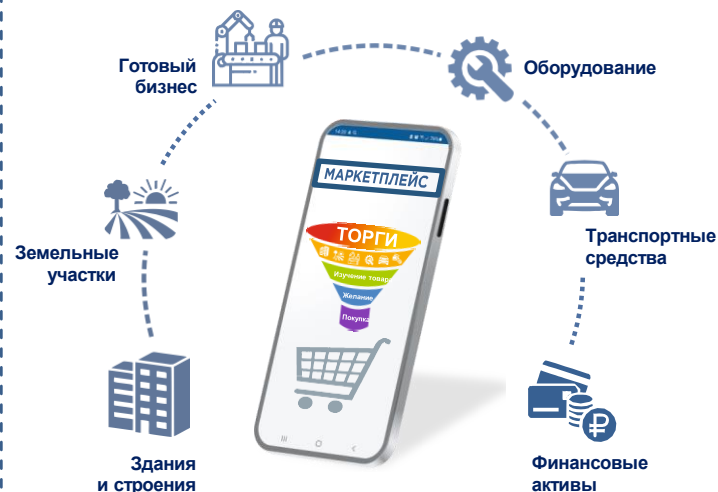 Готовый
бизнес
Оборудование
МАРКЕТПЛЕЙС
ТОРГИ
Изучение товара
Желание
Покупка
Земельные
участки
Транспортные
средства
Здания
и строения
Финансовые
активы